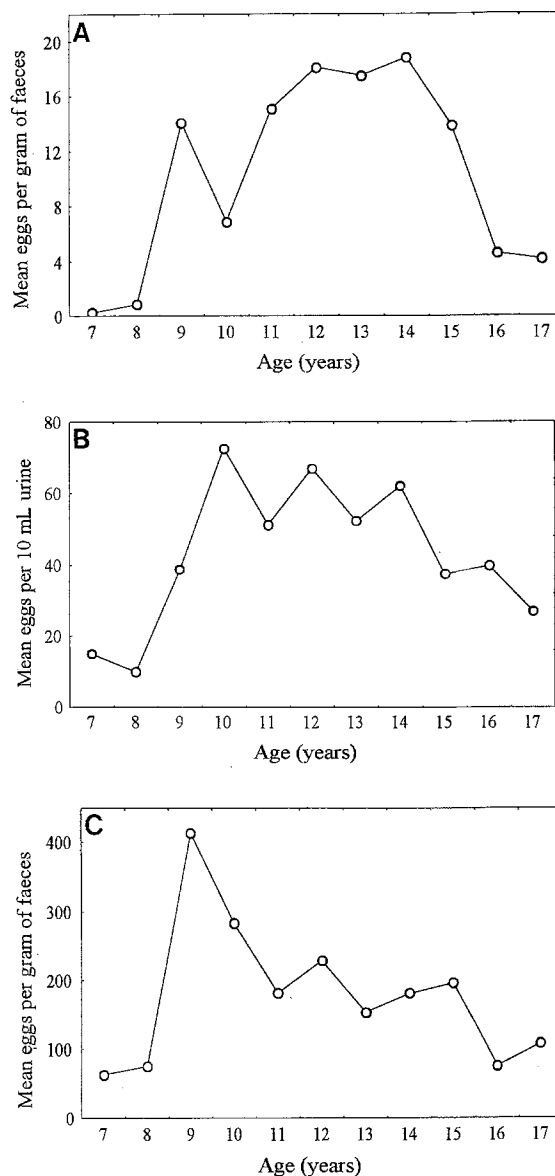 A
20
16
12
8
4
0
Mean eggs per gram of faeces
7 8 9 10 11 12 13 14 15 16 17
Age (years)
B
80
60
40
20
0
Mean eggs per 10 mL urine
7 8 9 10 11 12 13 14 15 16 17
Age (years)
C
400
300
200
100
0
Mean eggs per gram of faeces
7 8 9 10 11 12 13 14 15 16 17
Age (years)